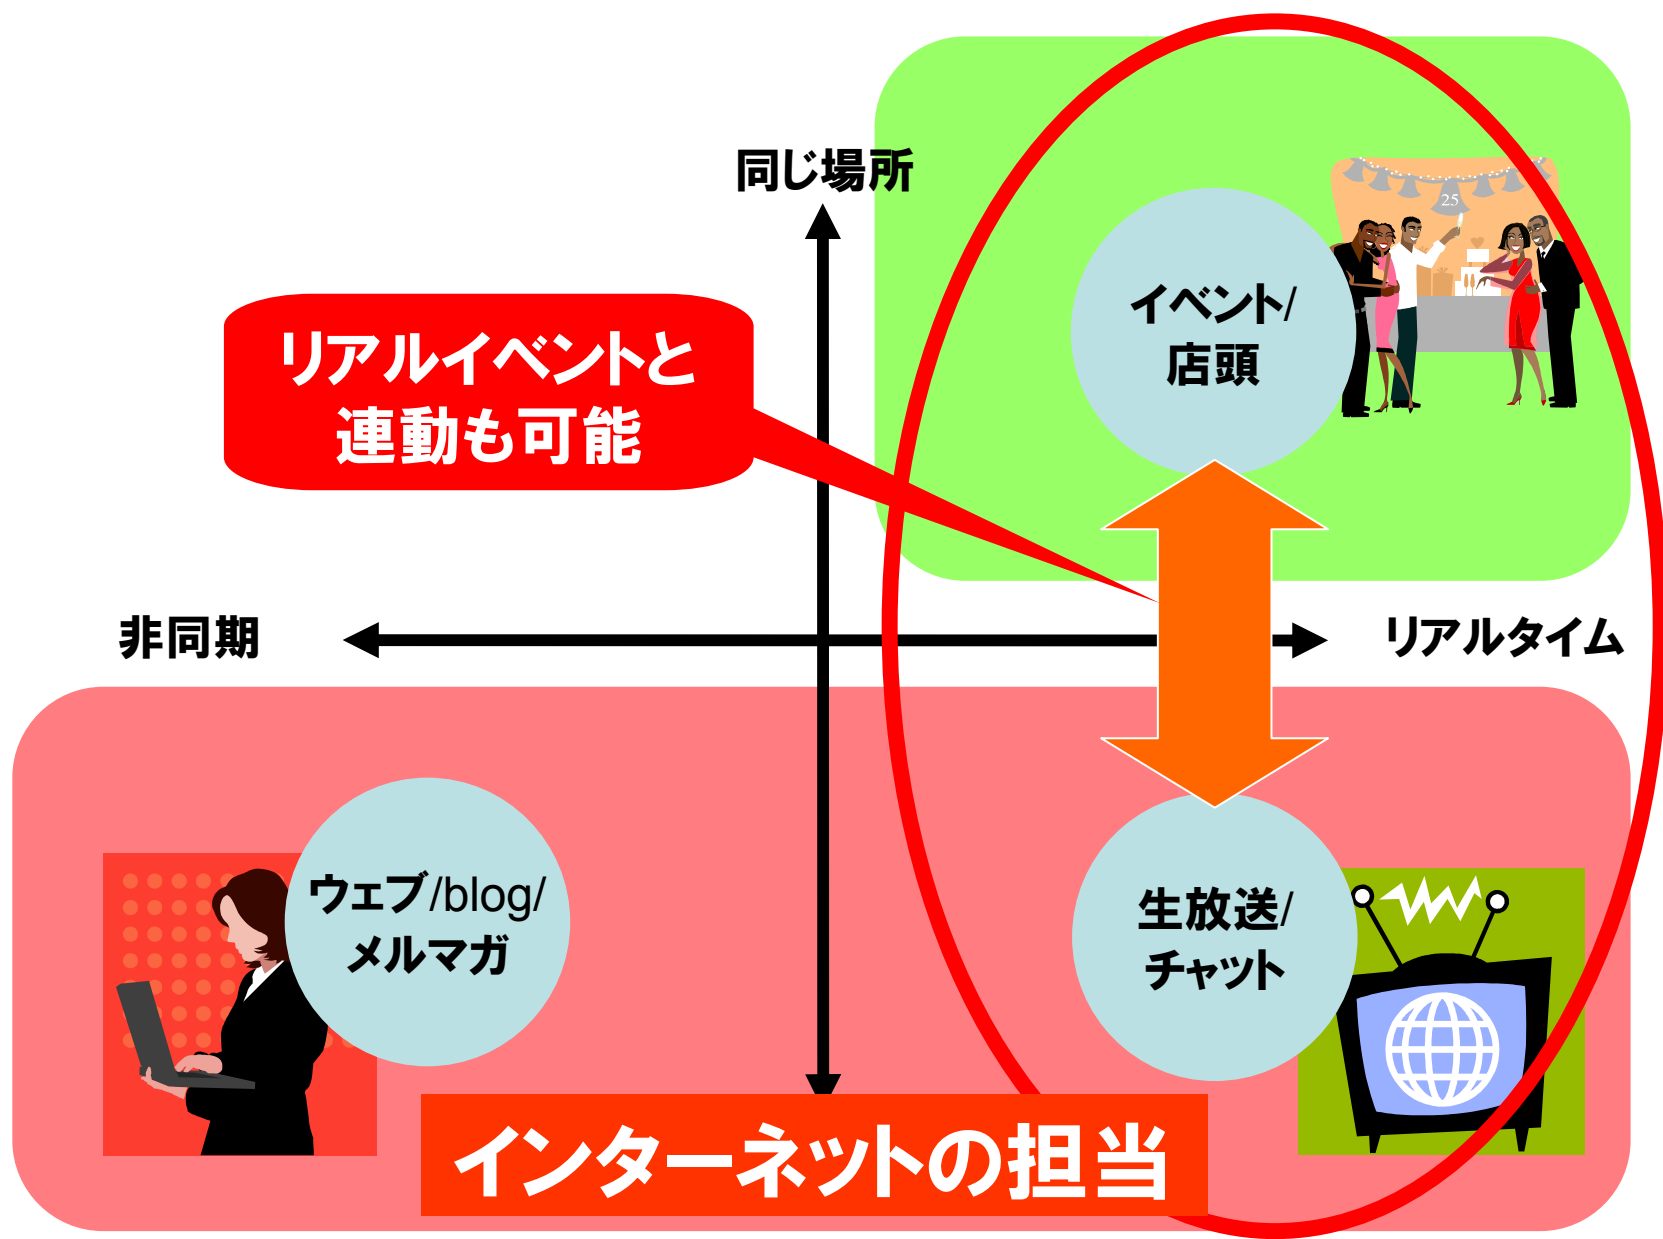 同じ場所
25
イベント/
店頭
リアルイベントと
連動も可能
非同期
リアルタイム
ウェブ/blog/
メルマガ
生放送/
チャット
インターネットの担当